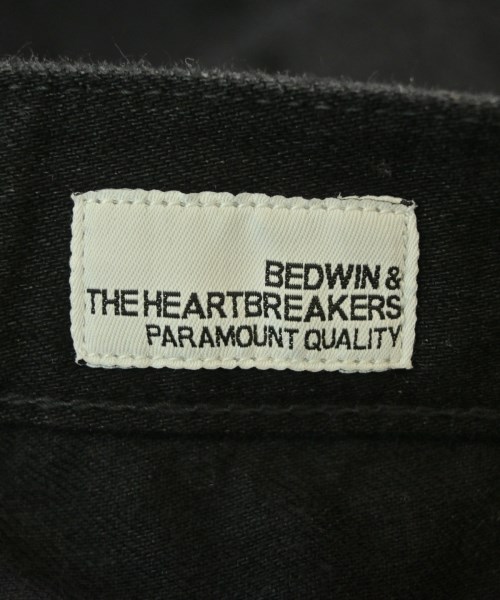 BEDWIN &
THE HEARTBREAKERS
PARAMOUNT QUALITY